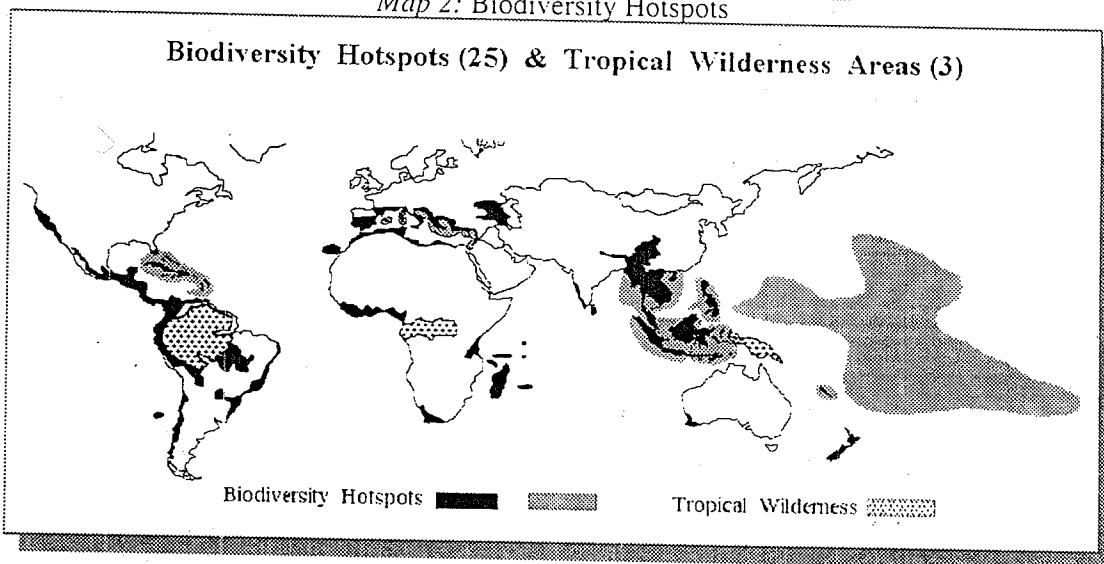 Map 2: Biodiversity Hotspots
Biodiversity Hotspots (25) & Tropical Wilderness Areas (3)
Biodiversity Hotspots Tropical Wilderness